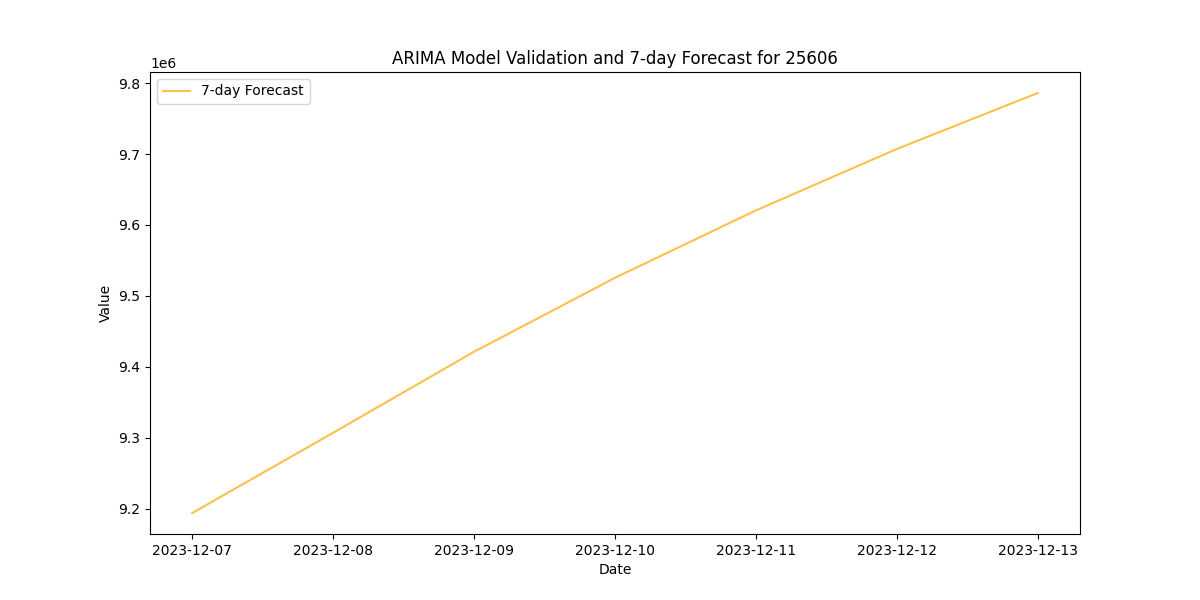 ARIMA Model Validation and 7-day Forecast for 25606
1e6
7-day Forecast
9.8
9.7
9.6
9.5
9.4
9.3
9.2
Value
2023-12-07 2023-12-08 2023-12-09 2023-12-10 2023-12-11 2023-12-12 2023-12-13
Date